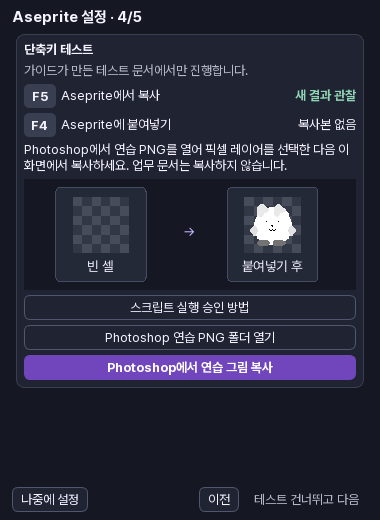 Aseprite 설정 · 4/5
단축키 테스트
가이드가 만든 테스트 문서에서만 진행합니다.
F5 Aseprite에서 복사 새 결과 관찰
F4 Aseprite에 붙여넣기 복사본 없음
Photoshop에서 연습 PNG를 열어 픽셀 레이어를 선택한 다음 이
화면에서 복사하세요. 업무 문서는 복사하지 않습니다.
→
빈 셀 붙여넣기 후
스크립트 실행 승인 방법
Photoshop 연습 PNG 폴더 열기
Photoshop에서 연습 그림 복사
나중에 설정 이전 테스트 건너뛰고 다음